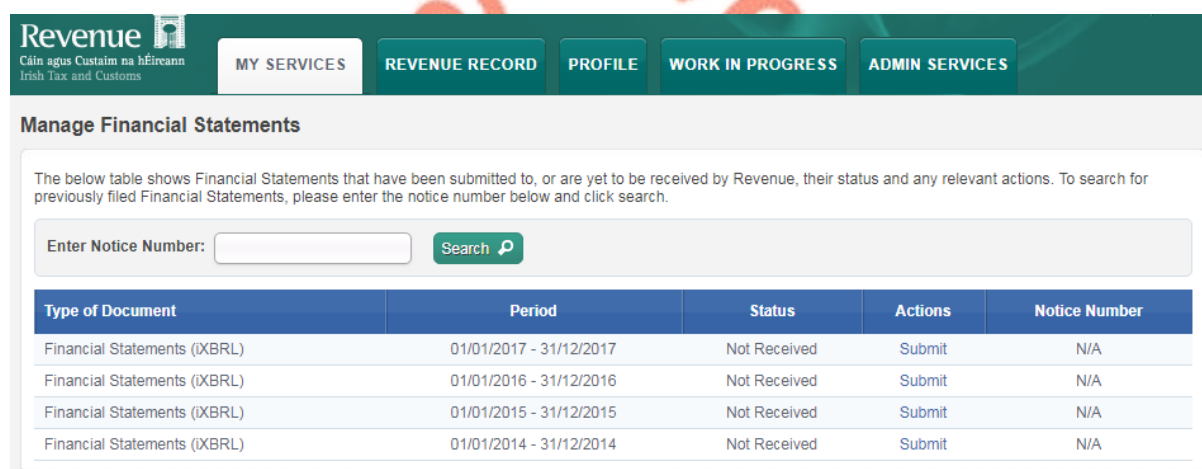 Revenue
Cáin agus Custaim na hÉireann
Irish Tax and Customs
MY SERVICES
REVENUE RECORD
PROFILE
WORK IN PROGRESS
ADMIN SERVICES
Manage Financial Statements
The below table shows Financial Statements that have been submitted to, or are yet to be received by Revenue, their status and any relevant actions. To search for
previously filed Financial Statements, please enter the notice number below and click search.
Enter Notice Number: Search
Type of Document Period Status Actions Notice Number
Financial Statements (iXBRL) 01/01/2017 - 31/12/2017 Not Received Submit N/A
Financial Statements (iXBRL) 01/01/2016 - 31/12/2016 Not Received Submit N/A
Financial Statements (iXBRL) 01/01/2015 - 31/12/2015 Not Received Submit N/A
Financial Statements (iXBRL) 01/01/2014 - 31/12/2014 Not Received Submit N/A